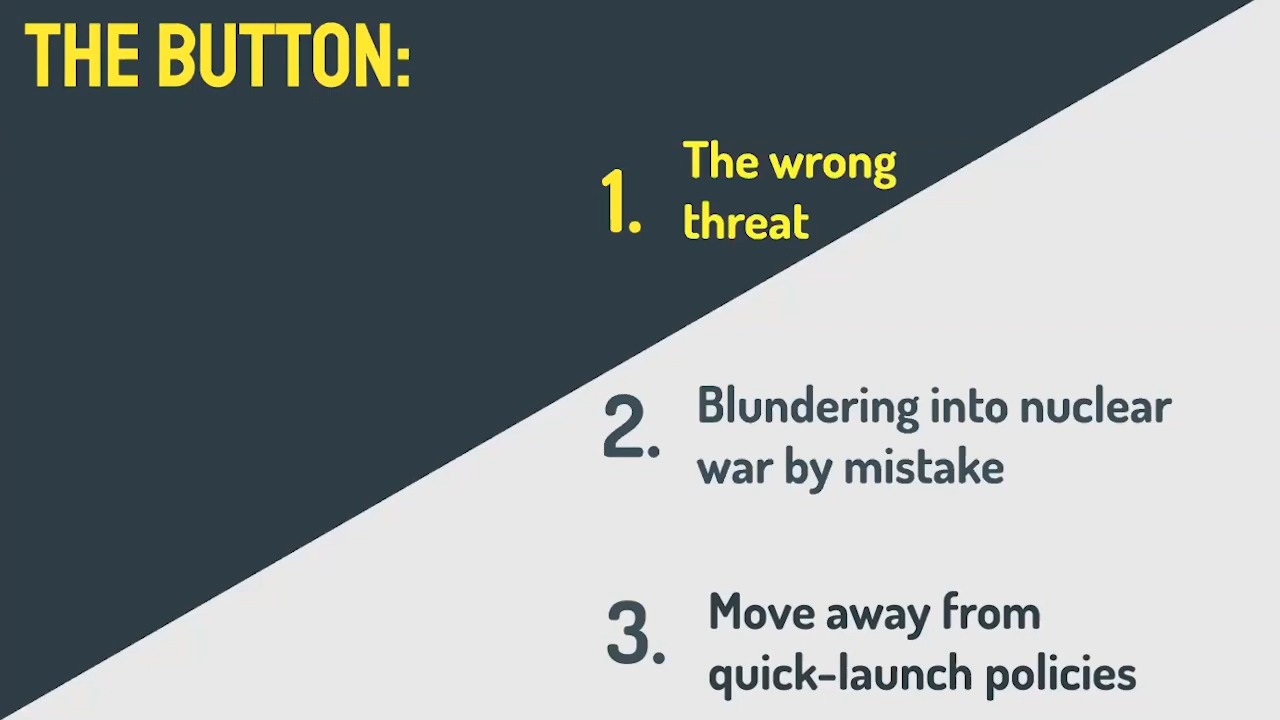 THE BUTTON:
1. The wrong
threat
2. Blundering into nuclear
war by mistake
3. Move away from
quick-launch policies